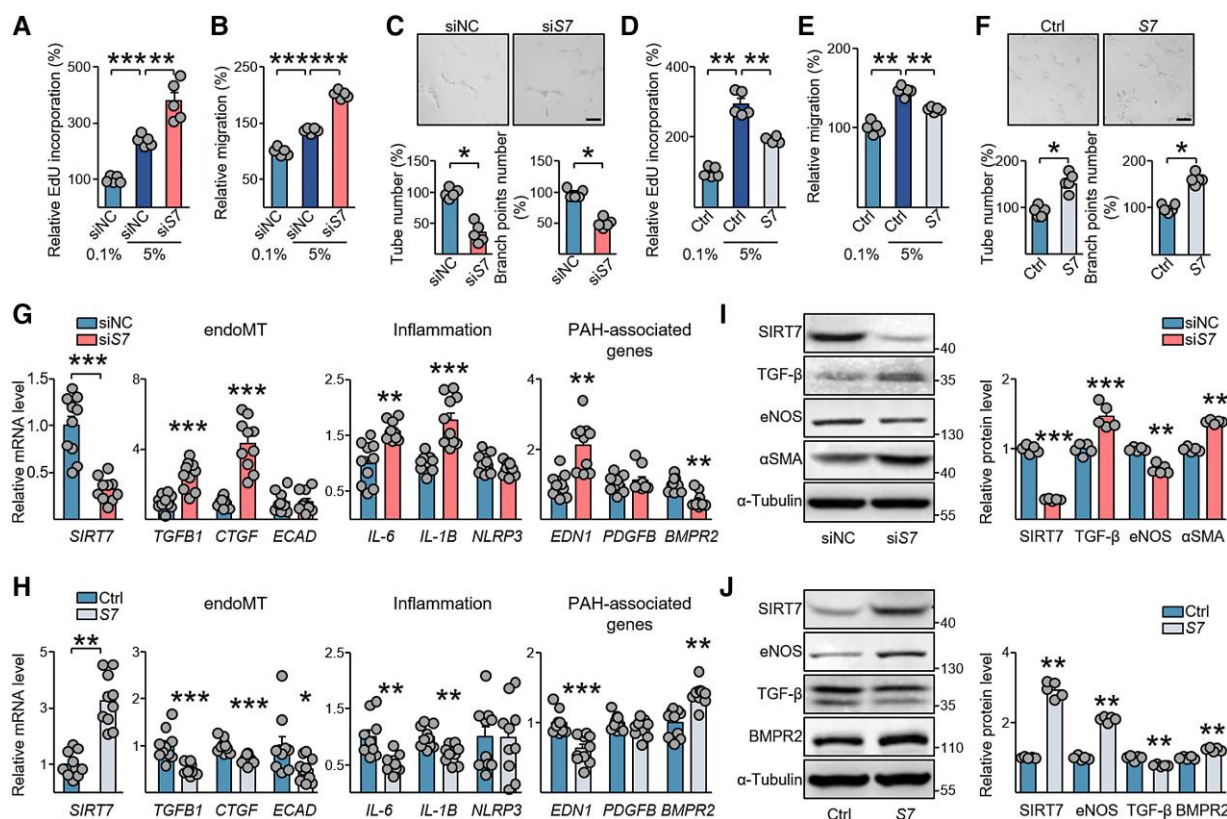 A
Relative EdU incorporation (%)
500
300
100
*** **
siNC siNC siS7
0.1% 5%
B
Relative migration (%)
200
100
*** ***
siNC siNC siS7
0.1% 5%
C
siNC siS7
Tube number (%)
100
50
*
siNC siS7
Branch points number (%)
100
50
*
siNC siS7
D
Relative EdU incorporation (%)
400
200
** **
Ctrl Ctrl S7
0.1% 5%
E
Relative migration (%)
200
100
** **
Ctrl Ctrl S7
0.1% 5%
F
Ctrl S7
Tube number (%)
200
100
*
Ctrl S7
Branch points number (%)
200
100
*
Ctrl S7
G
siNC
siS7
endoMT Inflammation PAH-associated
genes
Relative mRNA level
1.5
1.0
0.5
***
SIRT7
8
4
*** ***
TGFB1 CTGF ECAD
2.5
1.5
0.5
** ***
IL-6 IL-1B NLRP3
4
2
** **
EDN1 PDGFB BMPR2
H
Ctrl
S7
endoMT Inflammation PAH-associated
genes
Relative mRNA level
5
3
1
**
SIRT7
3
2
1
*** *** *
TGFB1 CTGF ECAD
2.5
1.5
0.5
** **
IL-6 IL-1B NLRP3
2
1
*** **
EDN1 PDGFB BMPR2
I
SIRT7 40
TGF-β 35
eNOS 130
αSMA 40
α-Tubulin 55
siNC siS7
siNC
siS7
Relative protein level
2
1
*** *** ** **
SIRT7 TGF-β eNOS αSMA
J
SIRT7 40
eNOS 130
TGF-β 35
BMPR2 110
α-Tubulin 55
Ctrl S7
Ctrl
S7
Relative protein level
4
2
** ** ** **
SIRT7 eNOS TGF-β BMPR2